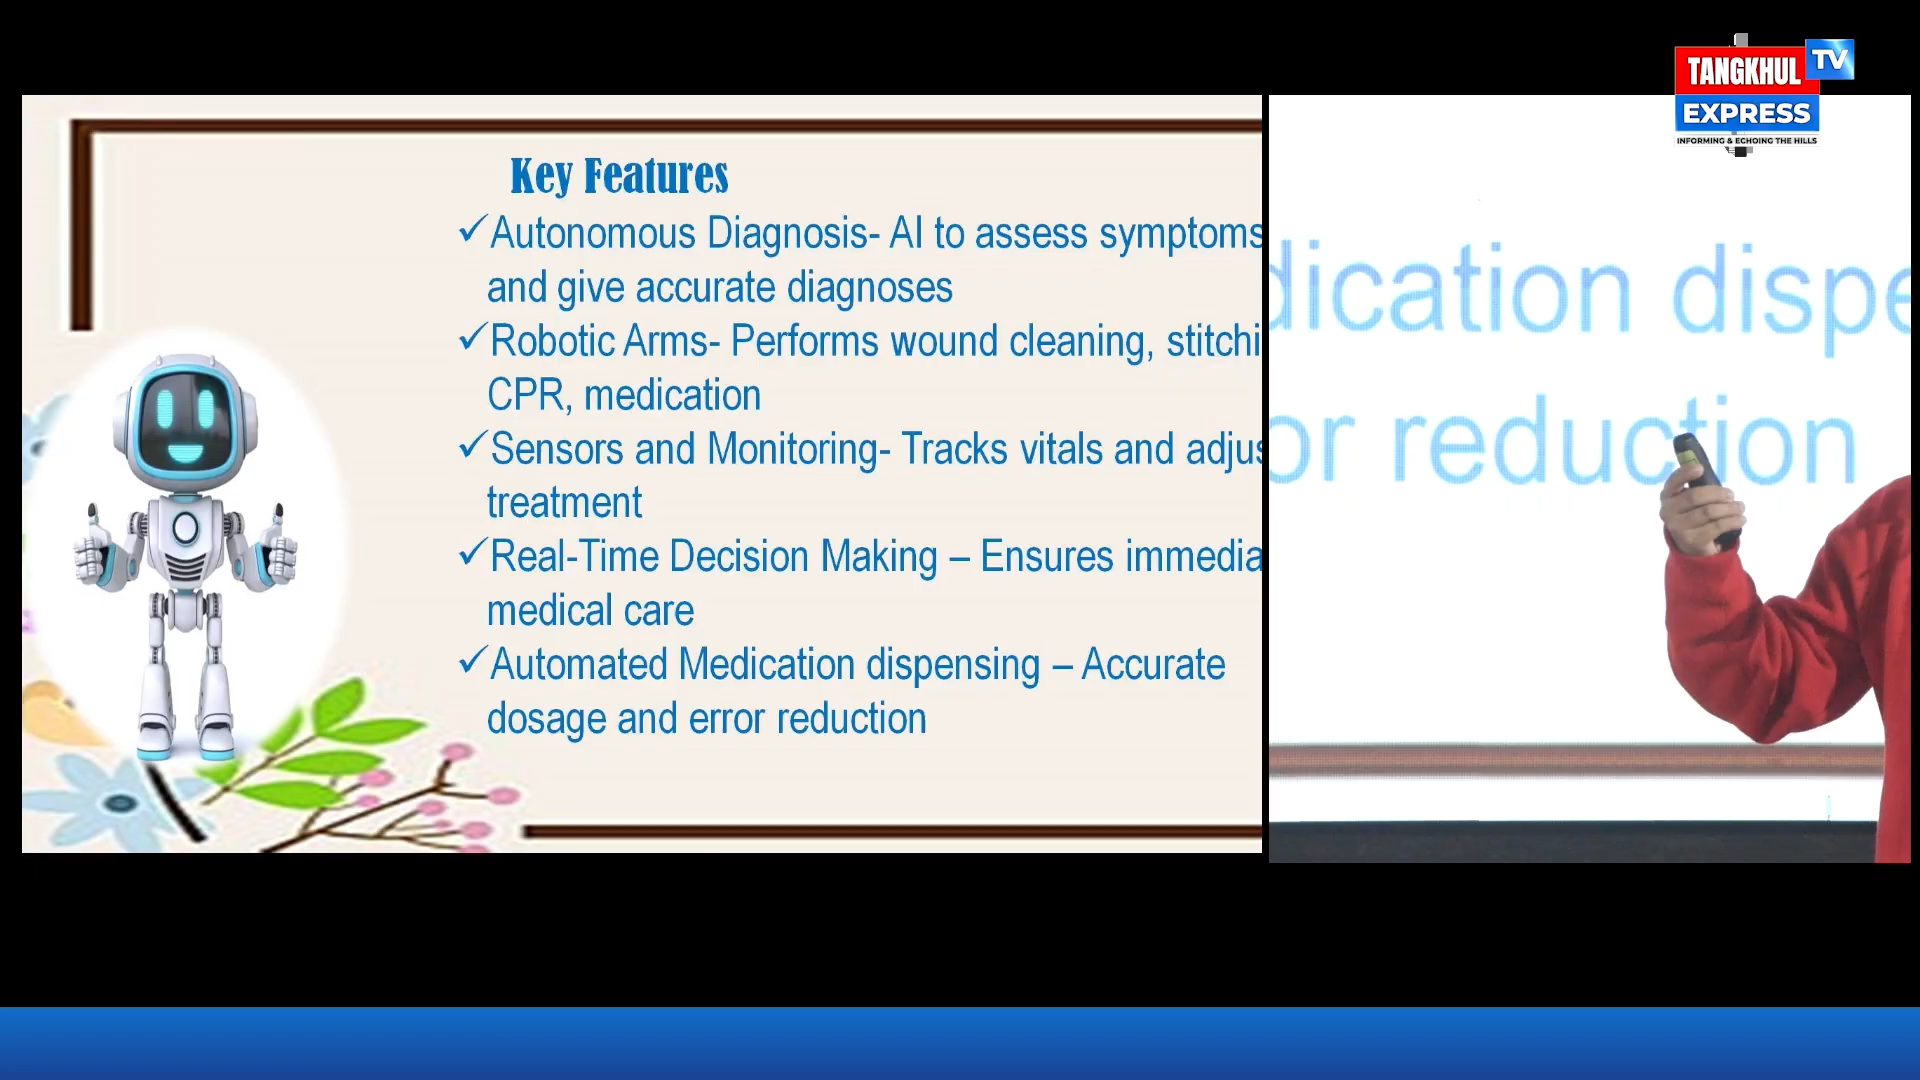 Key Features
✓Autonomous Diagnosis- AI to assess symptoms
and give accurate diagnoses
✓Robotic Arms- Performs wound cleaning, stitchi
CPR, medication
✓Sensors and Monitoring- Tracks vitals and adjus
treatment
✓Real-Time Decision Making – Ensures immedia
medical care
✓Automated Medication dispensing – Accurate
dosage and error reduction
dication dispe
or reduction
TANGKHUL TV
EXPRESS
INFORMING & ECHOING THE HILLS